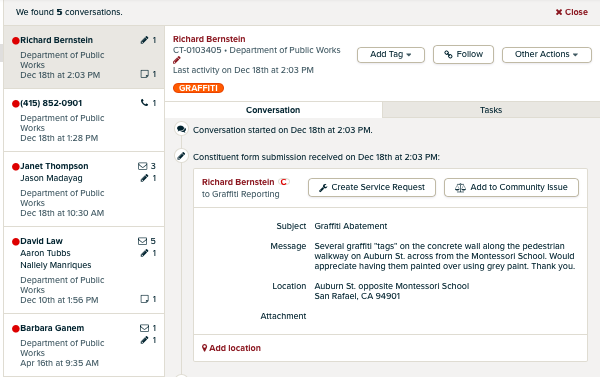 We found 5 conversations.
Close
Richard Bernstein 1
Department of Public
Works
Dec 18th at 2:03 PM 1
(415) 852-0901 1
Department of Public
Works
Dec 18th at 1:28 PM
Janet Thompson 3
Jason Madayag 1
Department of Public
Works
Dec 18th at 10:30 AM
David Law 5
Aaron Tubbs 1
Nallely Manriques
Department of Public
Works
Dec 10th at 1:56 PM 1
Barbara Ganem 1
Department of Public 1
Works
Apr 16th at 9:35 AM
Richard Bernstein
CT-0103405 • Department of Public Works
Last activity on Dec 18th at 2:03 PM
GRAFFITI
Add Tag
Follow
Other Actions
Conversation Tasks
Conversation started on Dec 18th at 2:03 PM.
Constituent form submission received on Dec 18th at 2:03 PM:
Richard Bernstein C
to Graffiti Reporting
Create Service Request
Add to Community Issue
Subject Graffiti Abatement
Message Several graffiti "tags" on the concrete wall along the pedestrian
walkway on Auburn St. across from the Montessori School. Would
appreciate having them painted over using grey paint. Thank you.
Location Auburn St. opposite Montessori School
San Rafael, CA 94901
Attachment
Add location